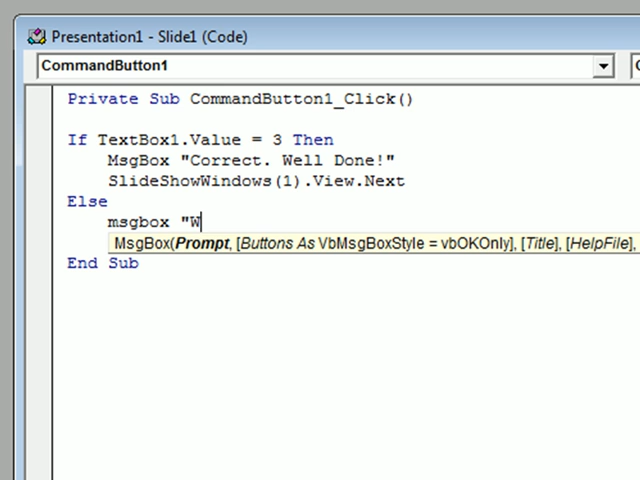 Presentation1 - Slide1 (Code)
CommandButton1
Private Sub CommandButton1_Click()
If TextBox1.Value = 3 Then
MsgBox "Correct. Well Done!"
SlideShowWindows(1).View.Next
Else
msgbox "W
MsgBox(Prompt, [Buttons As VbMsgBoxStyle = vbOKOnly], [Title], [HelpFile],
End Sub